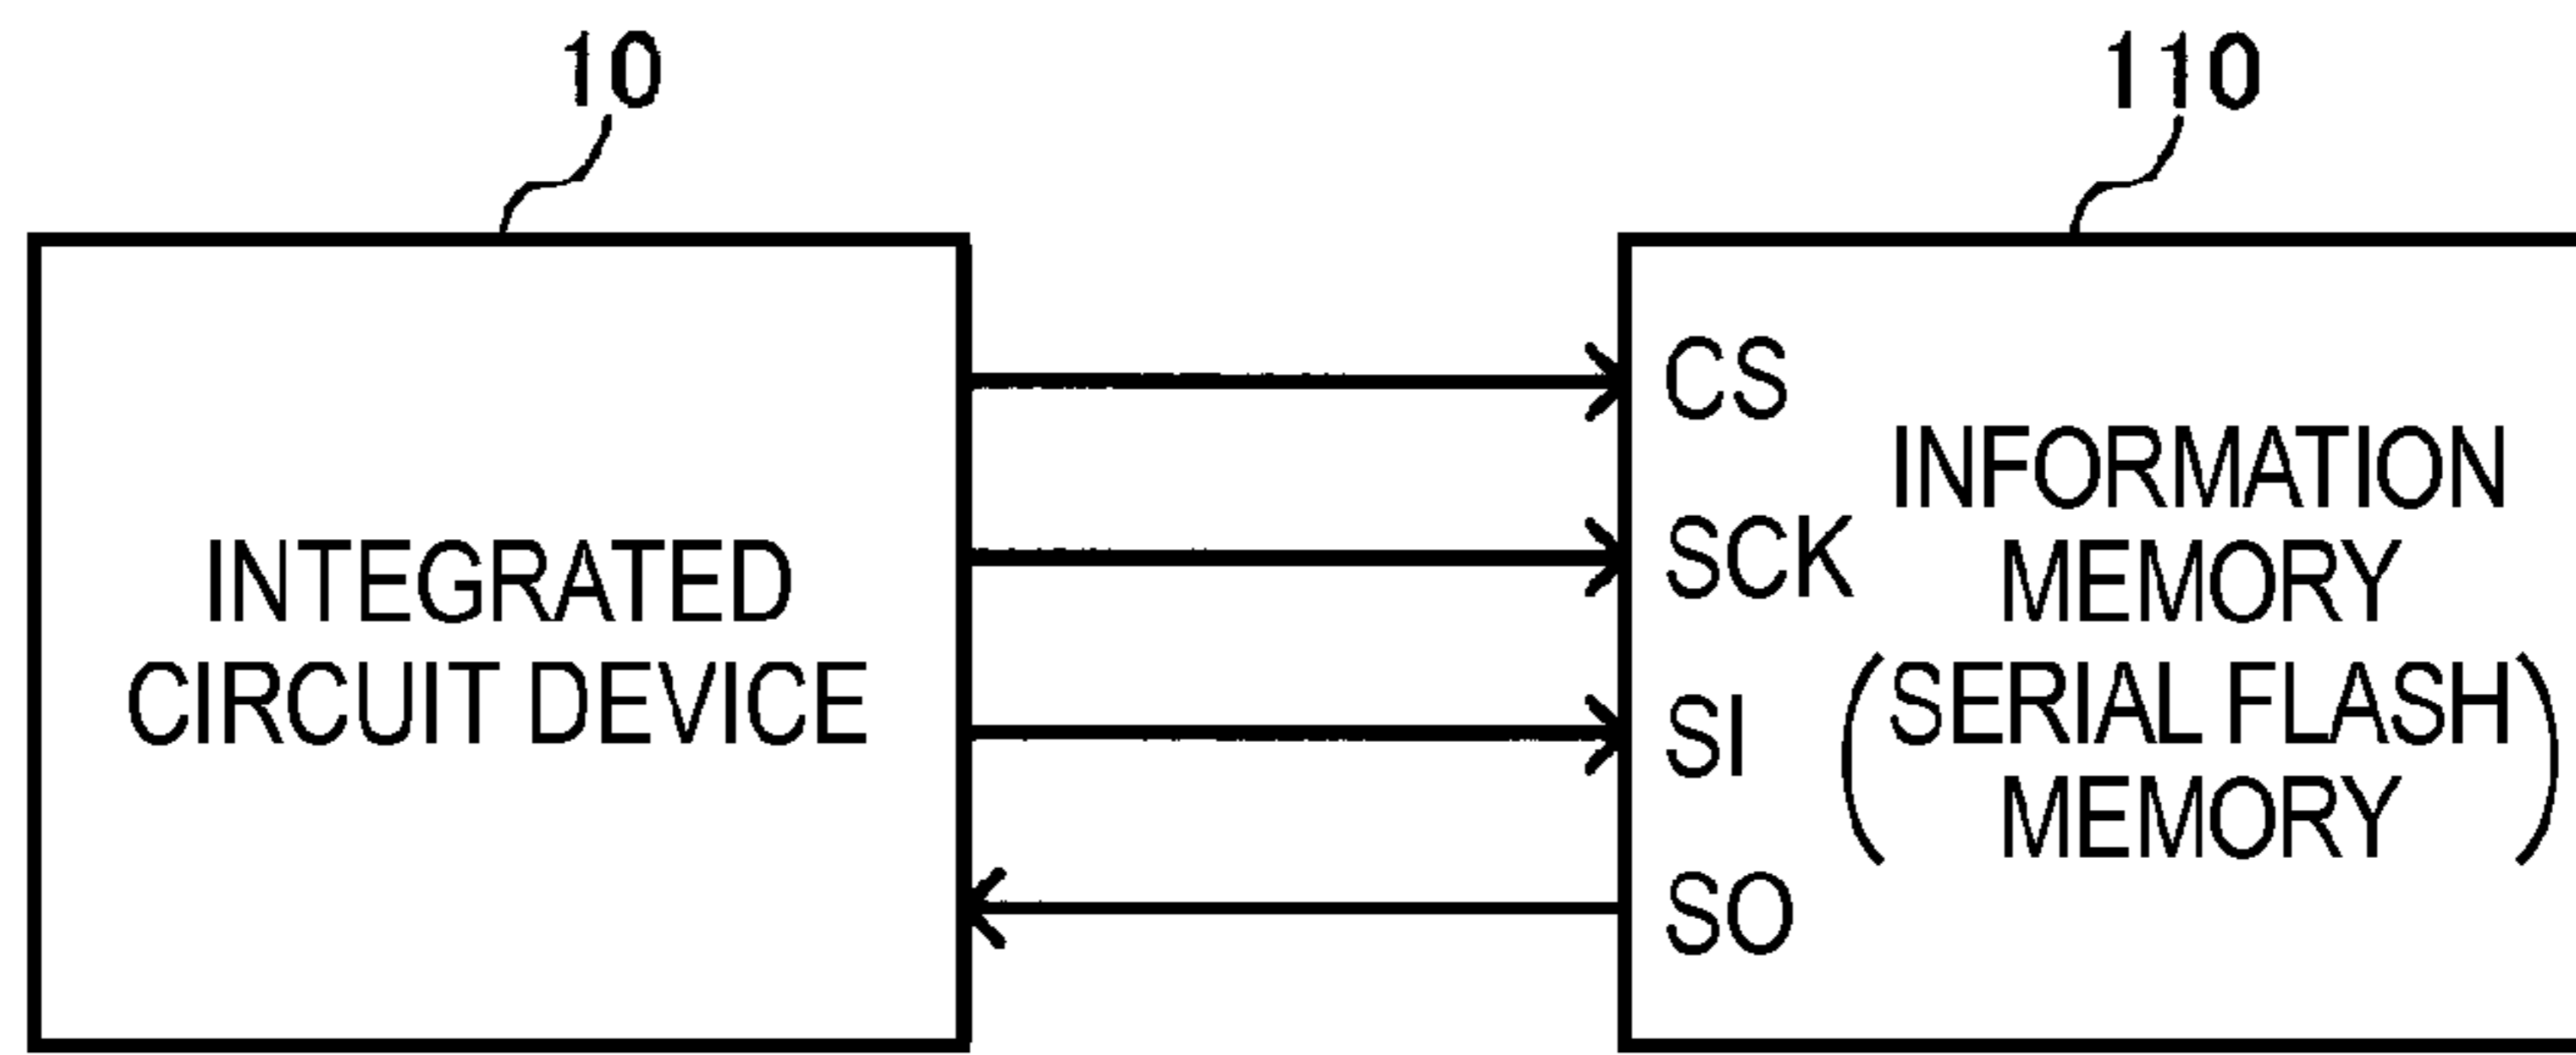 10
110
INTEGRATED
CIRCUIT DEVICE
CS
SCK
SI
SO
INFORMATION
MEMORY
(SERIAL FLASH
MEMORY)